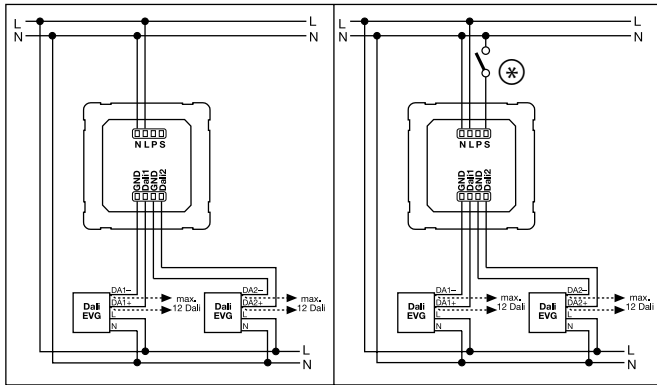 L
N
L
N
N L P S
GND
Dali1
GND
Dali2
DA1−
DA1+
L
N
Dali
EVG
max.
12 Dali
DA2−
DA2+
L
N
Dali
EVG
max.
12 Dali
L
N
L
N
L
N
*
N L P S
GND
Dali1
GND
Dali2
DA1−
DA1+
L
N
Dali
EVG
max.
12 Dali
DA2−
DA2+
L
N
Dali
EVG
max.
12 Dali
L
N